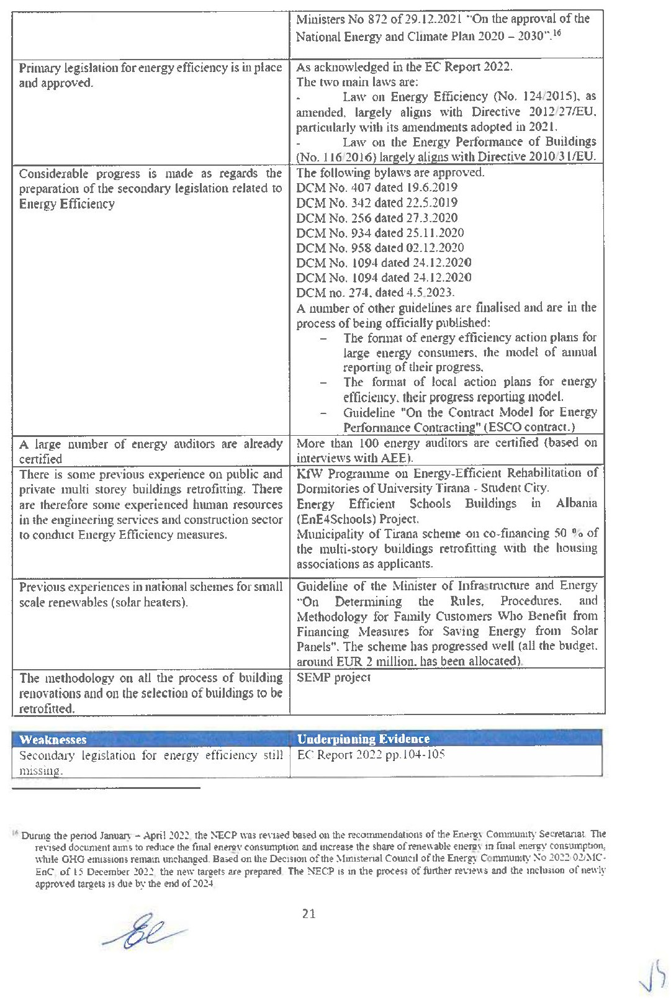 Ministers No 872 of 29.12.2021 "On the approval of the
National Energy and Climate Plan 2020 – 2030".16
Primary legislation for energy efficiency is in place
and approved.
As acknowledged in the EC Report 2022.
The two main laws are:
- Law on Energy Efficiency (No. 124/2015), as
amended, largely aligns with Directive 2012/27/EU,
particularly with its amendments adopted in 2021.
- Law on the Energy Performance of Buildings
(No. 116/2016) largely aligns with Directive 2010/31/EU.
Considerable progress is made as regards the
preparation of the secondary legislation related to
Energy Efficiency
The following bylaws are approved.
DCM No. 407 dated 19.6.2019
DCM No. 342 dated 22.5.2019
DCM No. 256 dated 27.3.2020
DCM No. 934 dated 25.11.2020
DCM No. 958 dated 02.12.2020
DCM No. 1094 dated 24.12.2020
DCM No. 1094 dated 24.12.2020
DCM no. 274, dated 4.5.2023.
A number of other guidelines are finalised and are in the
process of being officially published:
– The format of energy efficiency action plans for
large energy consumers, the model of annual
reporting of their progress,
– The format of local action plans for energy
efficiency, their progress reporting model,
– Guideline "On the Contract Model for Energy
Performance Contracting" (ESCO contract.)
A large number of energy auditors are already
certified
More than 100 energy auditors are certified (based on
interviews with AEE).
There is some previous experience on public and
private multi storey buildings retrofitting. There
are therefore some experienced human resources
in the engineering services and construction sector
to conduct Energy Efficiency measures.
KfW Programme on Energy-Efficient Rehabilitation of
Dormitories of University Tirana - Student City.
Energy Efficient Schools Buildings in Albania
(EnE4Schools) Project.
Municipality of Tirana scheme on co-financing 50 % of
the multi-story buildings retrofitting with the housing
associations as applicants.
Previous experiences in national schemes for small
scale renewables (solar heaters).
Guideline of the Minister of Infrastructure and Energy
"On Determining the Rules, Procedures, and
Methodology for Family Customers Who Benefit from
Financing Measures for Saving Energy from Solar
Panels". The scheme has progressed well (all the budget,
around EUR 2 million, has been allocated).
The methodology on all the process of building
renovations and on the selection of buildings to be
retrofitted.
SEMP project
Weaknesses
Underpinning Evidence
Secondary legislation for energy efficiency still
missing.
EC Report 2022 pp.104-105
16 During the period January – April 2022, the NECP was revised based on the recommendations of the Energy Community Secretariat. The
revised document aims to reduce the final energy consumption and increase the share of renewable energy in final energy consumption,
while GHG emissions remain unchanged. Based on the Decision of the Ministerial Council of the Energy Community No 2022/02/MC-
EnC, of 15 December 2022, the new targets are prepared. The NECP is in the process of further reviews and the inclusion of newly
approved targets is due by the end of 2024
21